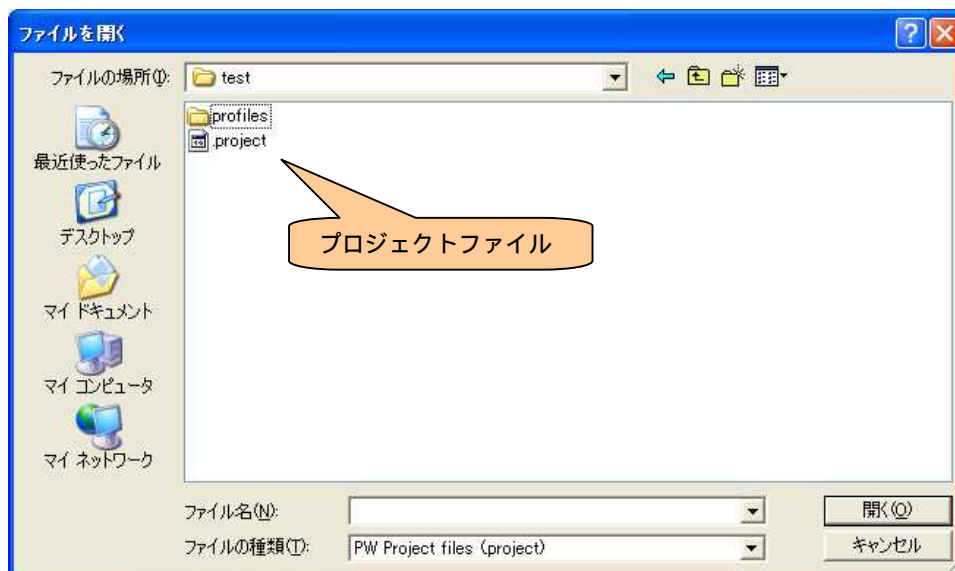 ファイルを開く
ファイルの場所(I):
test
profiles
.project
最近使ったファイル
デスクトップ
マイ ドキュメント
マイ コンピュータ
マイ ネットワーク
プロジェクトファイル
ファイル名(N):
開く(O)
ファイルの種類(T):
PW Project files (project)
キャンセル